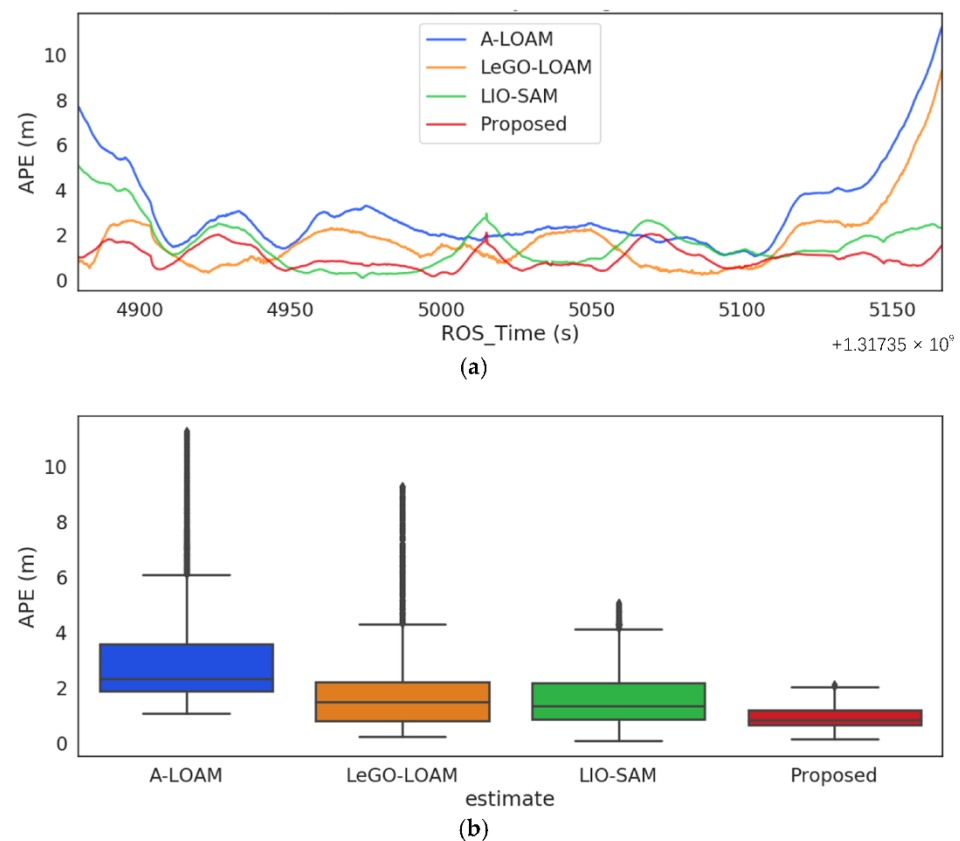 A-LOAM
LeGO-LOAM
LIO-SAM
Proposed
APE (m)
10
8
6
4
2
0
4900 4950 5000 5050 5100 5150
ROS_Time (s)
+1.31735 × 10⁹
(a)
APE (m)
10
8
6
4
2
0
A-LOAM LeGO-LOAM LIO-SAM Proposed
estimate
(b)